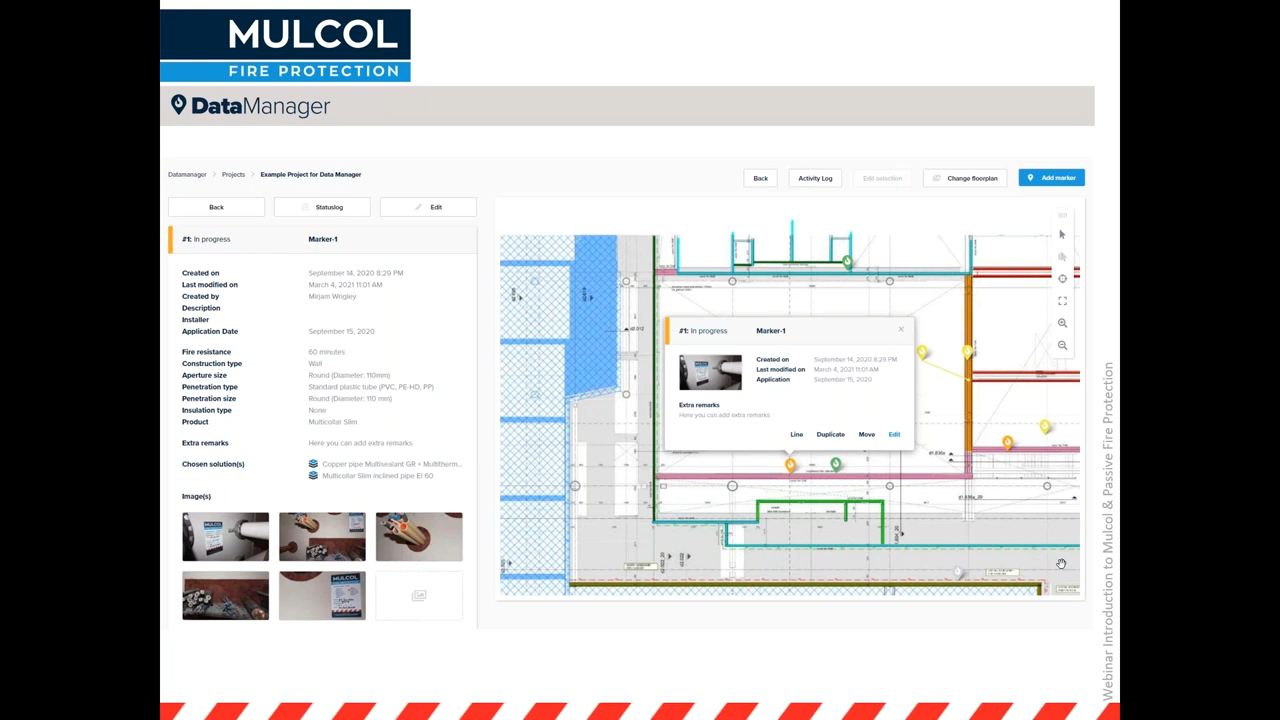 MULCOL
FIRE PROTECTION
DataManager
Datamanager > Projects > Example Project for Data Manager
Back
Activity Log
Edit selection
Change floorplan
Add marker
Back
Statuslog
Edit
#1: In progress
Marker-1
Created on September 14, 2020 8:29 PM
Last modified on March 4, 2021 11:01 AM
Created by Mirjam Wrigley
Description
Installer
Application Date September 15, 2020
Fire resistance 60 minutes
Construction type Wall
Aperture size Round (Diameter: 110mm)
Penetration type Standard plastic tube (PVC, PE-HD, PP)
Penetration size Round (Diameter: 110 mm)
Insulation type None
Product Multicollar Slim
Extra remarks Here you can add extra remarks
Chosen solution(s) Copper pipe Multisealant GR + Multitherm...
Multicollar Slim inclined pipe EI 60
Image(s)
MULCOL
#1: In progress
Marker-1
Created on September 14, 2020 8:29 PM
Last modified on March 4, 2021 11:01 AM
Application September 15, 2020
Extra remarks
Here you can add extra remarks
Line
Duplicate
Move
Edit
Webinar Introduction to Mulcol & Passive Fire Protection